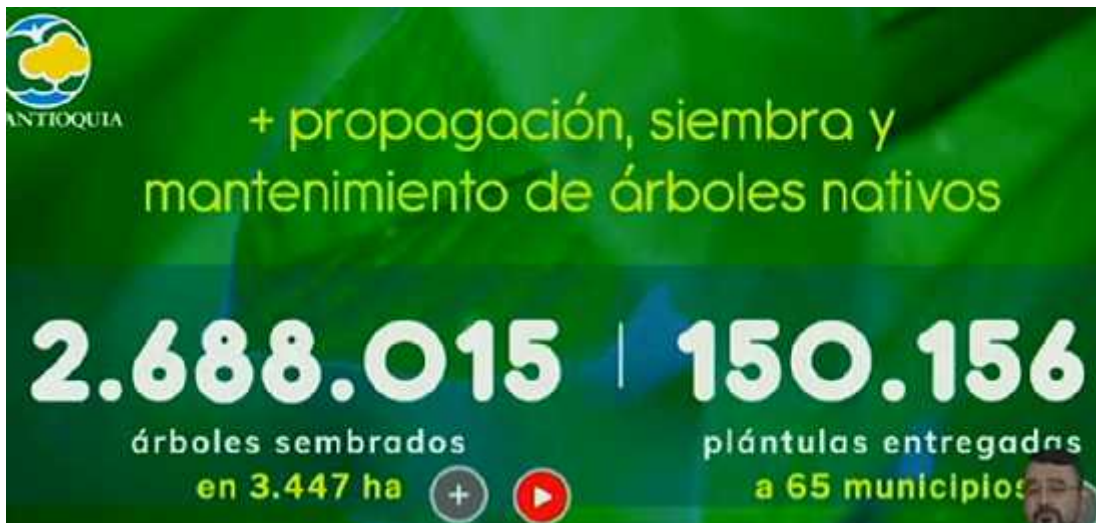 ANTIOQUIA
+ propagación, siembra y
mantenimiento de árboles nativos
2.688.015
árboles sembrados
en 3.447 ha
150.156
plántulas entregadas
a 65 municipios